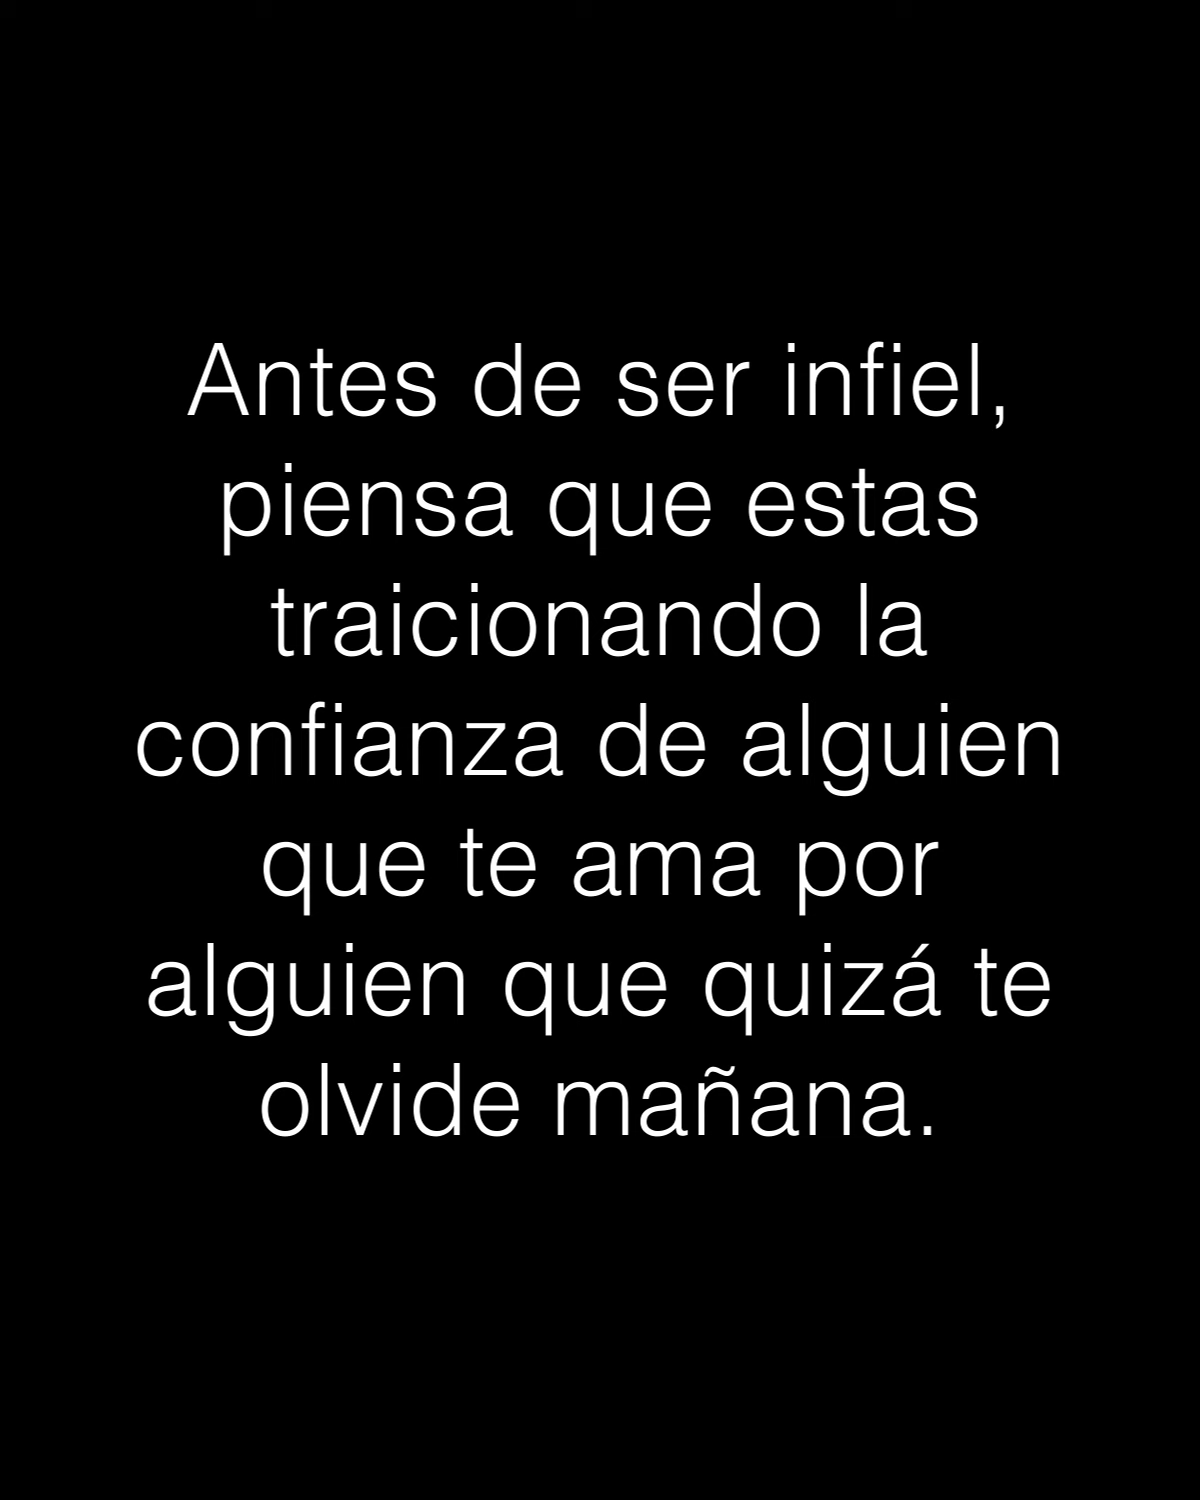 Antes de ser infiel,
piensa que estas
traicionando la
confianza de alguien
que te ama por
alguien que quizá te
olvide mañana.